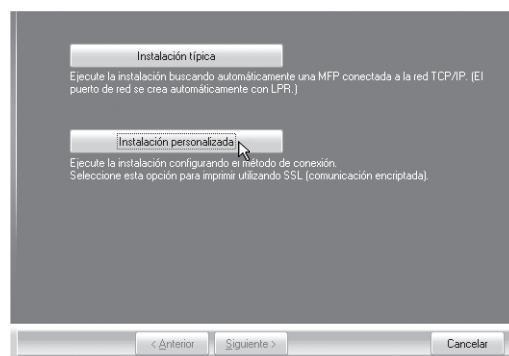 Instalación típica
Ejecute la instalación buscando automáticamente una MFP conectada a la red TCP/IP. (El
puerto de red se crea automáticamente con LPR.)
Instalación personalizada
Ejecute la instalación configurando el método de conexión.
Seleccione esta opción para imprimir utilizando SSL (comunicación encriptada).
< Anterior
Siguiente >
Cancelar